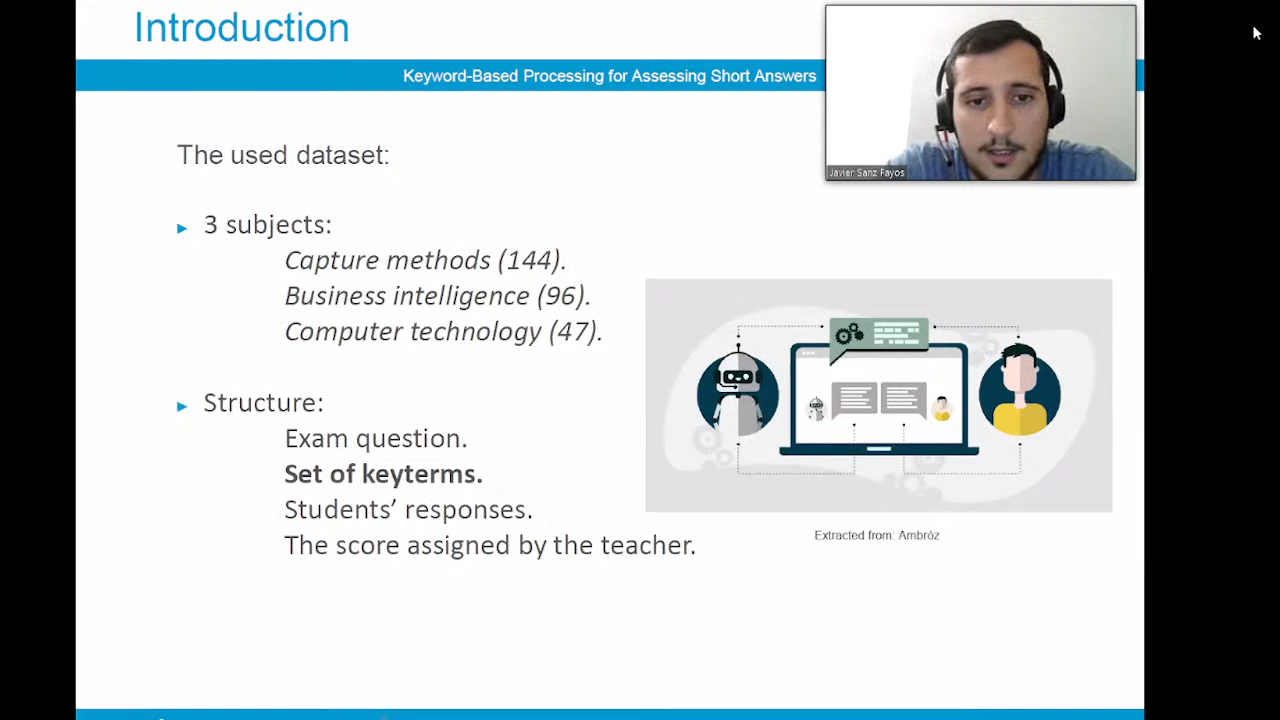 Introduction
Keyword-Based Processing for Assessing Short Answers
Javier Sanz Fayos
The used dataset:
3 subjects:
Capture methods (144).
Business intelligence (96).
Computer technology (47).
Structure:
Exam question.
Set of keyterms.
Students’ responses.
The score assigned by the teacher.
Extracted from: Ambróz